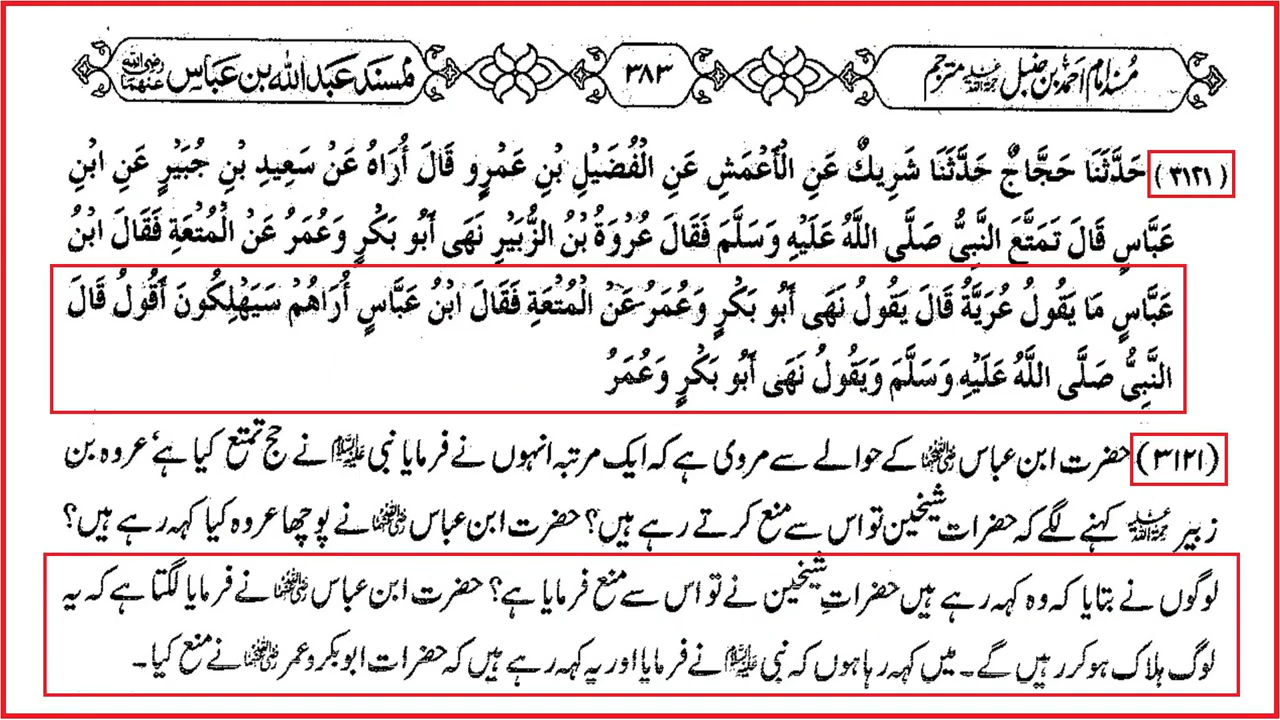 مُسند امام احمد بن حنبل رحمۃ اللہ علیہ مترجم ۳۸۳ مُسند عبد اللہ بن عباس رضی اللہ عنہما
(۳۱۲۱) حَدَّثَنَا حَجَّاجٌ حَدَّثَنَا شَرِيكٌ عَنِ الْأَعْمَشِ عَنِ الْفُضَيْلِ بْنِ عَمْرٍو قَالَ أُرَاهُ عَنْ سَعِيدِ بْنِ جُبَيْرٍ عَنِ ابْنِ
عَبَّاسٍ قَالَ تَمَتَّعَ النَّبِيُّ صَلَّى اللَّهُ عَلَيْهِ وَسَلَّمَ فَقَالَ عُرْوَةُ بْنُ الزُّبَيْرِ نَهَى أَبُو بَكْرٍ وَعُمَرُ عَنْ الْمُتْعَةِ فَقَالَ ابْنُ
عَبَّاسٍ مَا يَقُولُ عُرَيَّةُ قَالَ يَقُولُ نَهَى أَبُو بَكْرٍ وَعُمَرُ عَنْ الْمُتْعَةِ فَقَالَ ابْنُ عَبَّاسٍ أُرَاهُمْ سَيَهْلِكُونَ أَقُولُ قَالَ
النَّبِيُّ صَلَّى اللَّهُ عَلَيْهِ وَسَلَّمَ وَيَقُولُ نَهَى أَبُو بَكْرٍ وَعُمَرُ
(۳۱۲۱) حضرت ابن عباس رضی اللہ عنہما کے حوالے سے مروی ہے کہ ایک مرتبہ انہوں نے فرمایا نبی علیہ السلام نے حج تمتع کیا ہے، عروہ بن
زبیر رحمۃ اللہ علیہ کہنے لگے کہ حضرات شیخین تو اس سے منع کرتے رہے ہیں؟ حضرت ابن عباس رضی اللہ عنہما نے پوچھا عروہ کیا کہہ رہے ہیں؟
لوگوں نے بتایا کہ وہ کہہ رہے ہیں حضراتِ شیخین نے تو اس سے منع فرمایا ہے؟ حضرت ابن عباس رضی اللہ عنہما نے فرمایا لگتا ہے کہ یہ
لوگ ہلاک ہو کر رہیں گے۔ میں کہہ رہا ہوں کہ نبی علیہ السلام نے فرمایا اور یہ کہہ رہے ہیں کہ حضرات ابوبکر و عمر رضی اللہ عنہما نے منع کیا۔